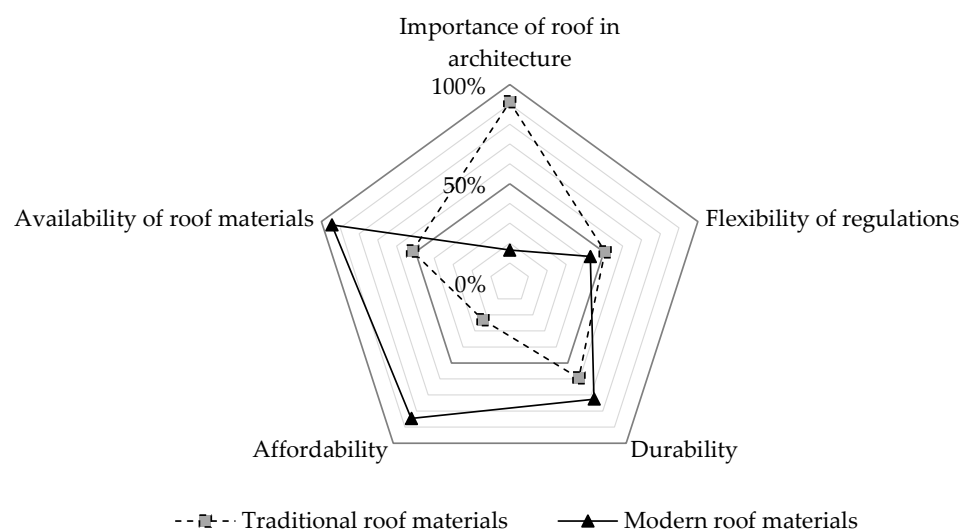 Importance of roof in
architecture
100%
50%
Availability of roof materials
Flexibility of regulations
0%
Affordability
Durability
Traditional roof materials
Modern roof materials